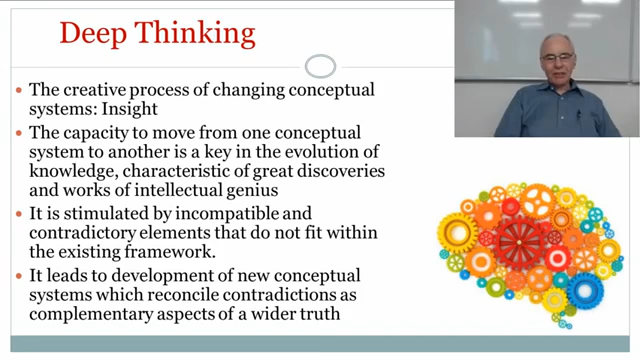 Deep Thinking
• The creative process of changing conceptual
systems: Insight
• The capacity to move from one conceptual
system to another is a key in the evolution of
knowledge, characteristic of great discoveries
and works of intellectual genius
• It is stimulated by incompatible and
contradictory elements that do not fit within
the existing framework.
• It leads to development of new conceptual
systems which reconcile contradictions as
complementary aspects of a wider truth